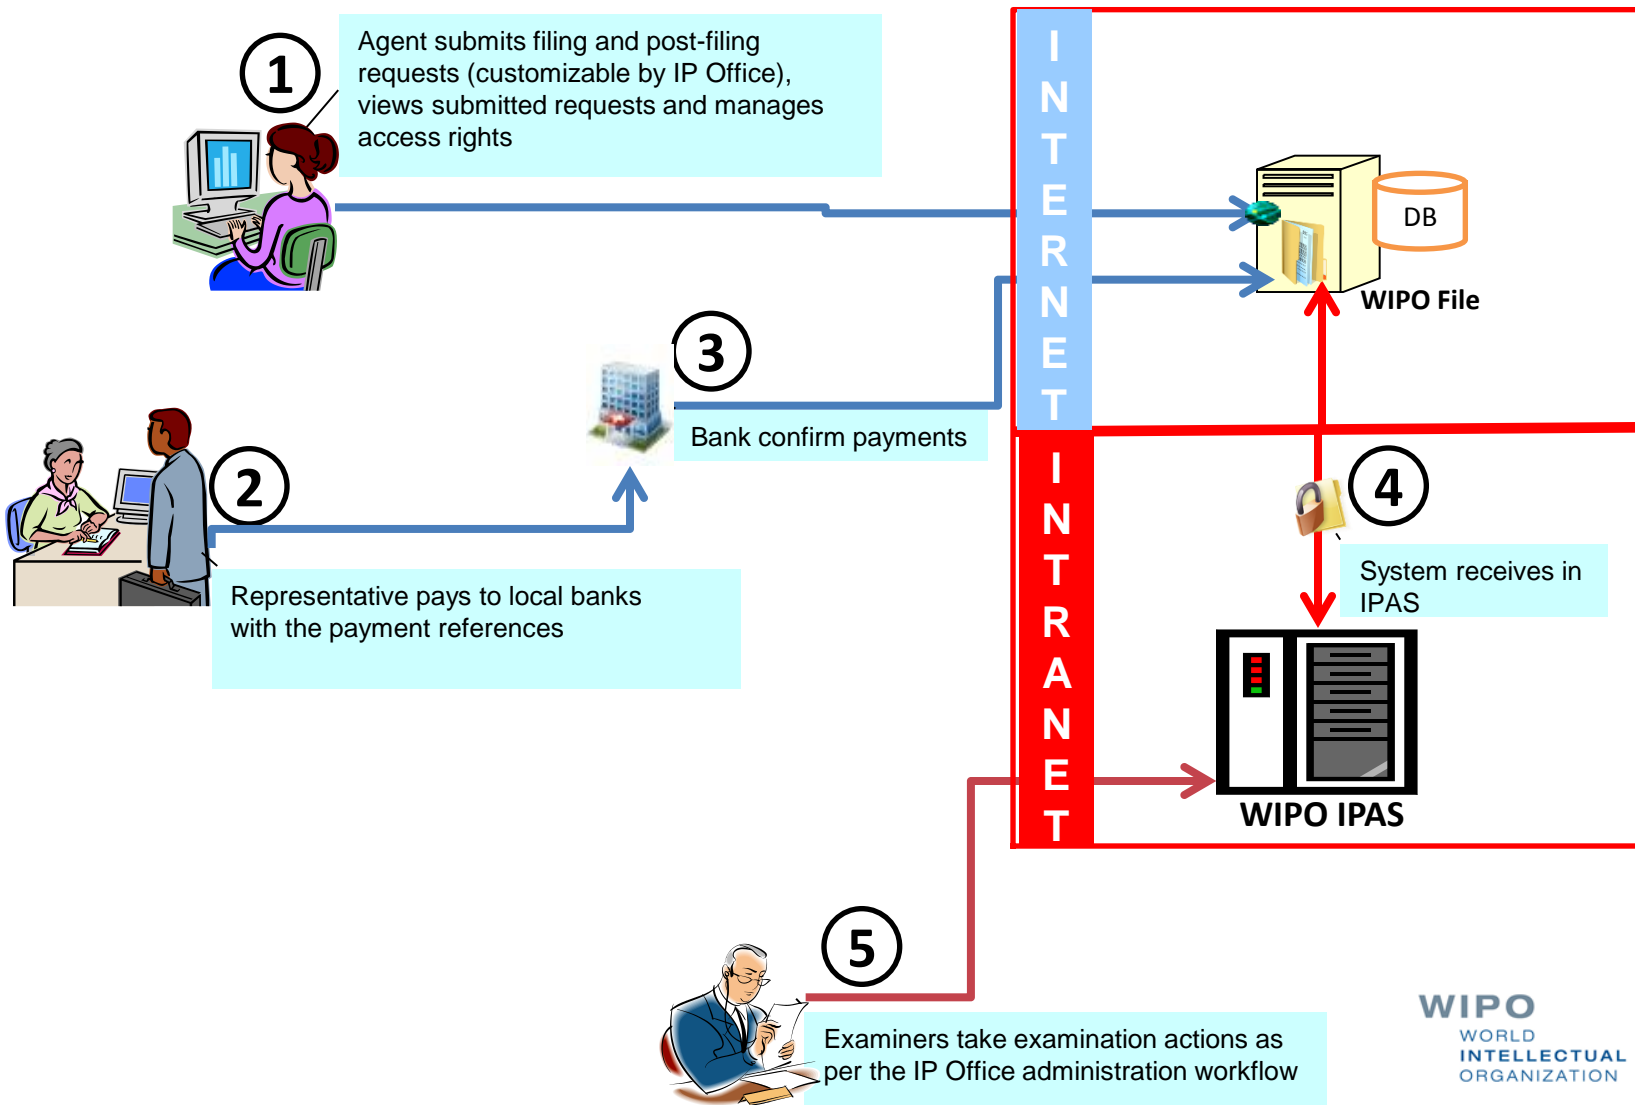 1
Agent submits filing and post-filing
requests (customizable by IP Office),
views submitted requests and manages
access rights
INTERNET
DB
WIPO File
3
Bank confirm payments
2
Representative pays to local banks
with the payment references
INTRANET
4
System receives in
IPAS
WIPO IPAS
5
Examiners take examination actions as
per the IP Office administration workflow
WIPO
WORLD
INTELLECTUAL
ORGANIZATION